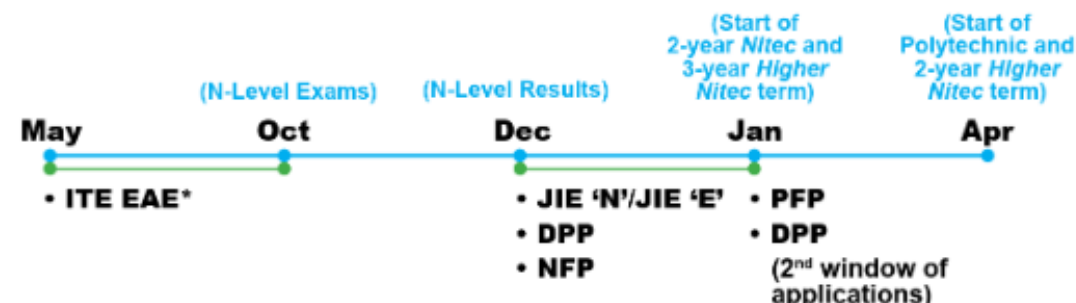 (Start of
2-year Nitec and
3-year Higher
Nitec term)
(Start of
Polytechnic and
2-year Higher
Nitec term)
(N-Level Exams)
(N-Level Results)
May
Oct
Dec
Jan
Apr
• ITE EAE*
• JIE ‘N’/JIE ‘E’
• DPP
• NFP
• PFP
• DPP
(2nd window of
applications)